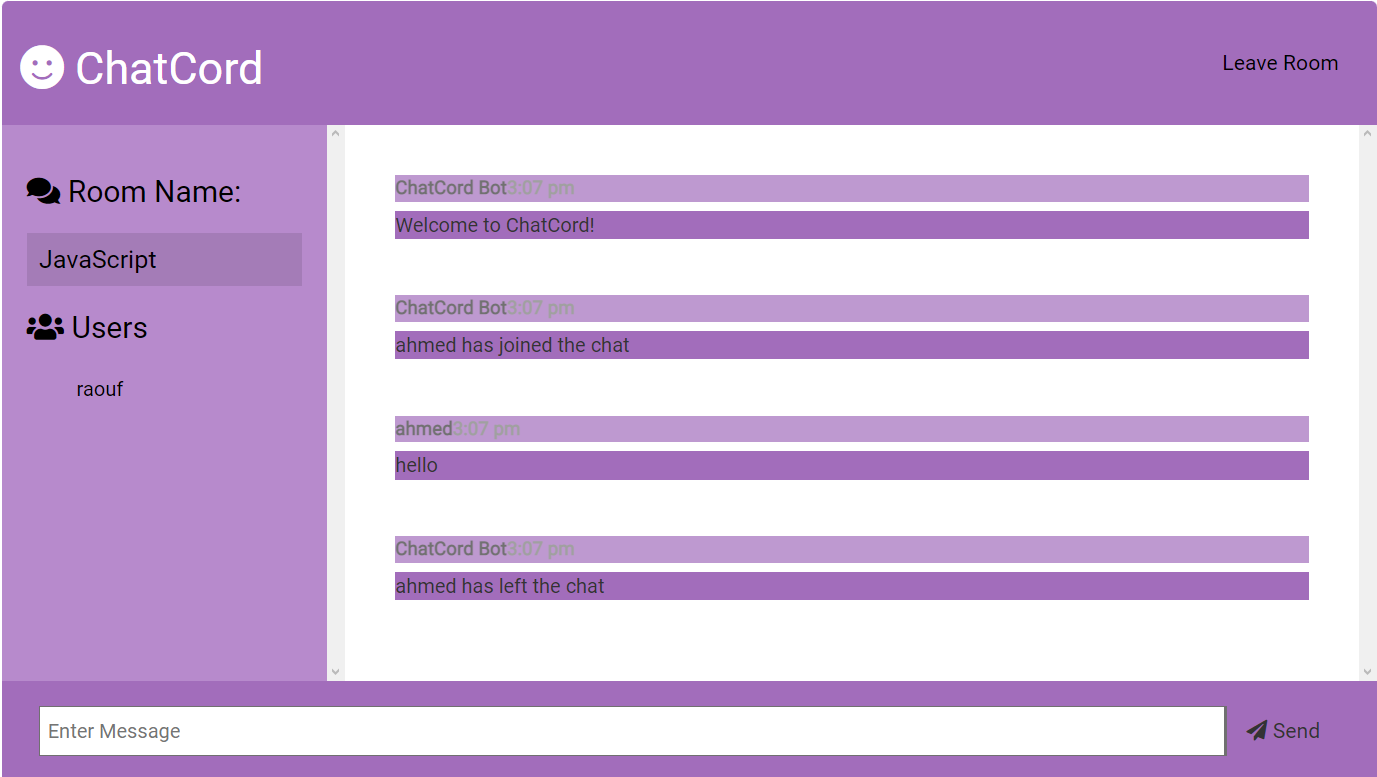 ChatCord
Leave Room
Room Name:
JavaScript
Users
raouf
ChatCord Bot3:07 pm
Welcome to ChatCord!
ChatCord Bot3:07 pm
ahmed has joined the chat
ahmed3:07 pm
hello
ChatCord Bot3:07 pm
ahmed has left the chat
Enter Message
Send